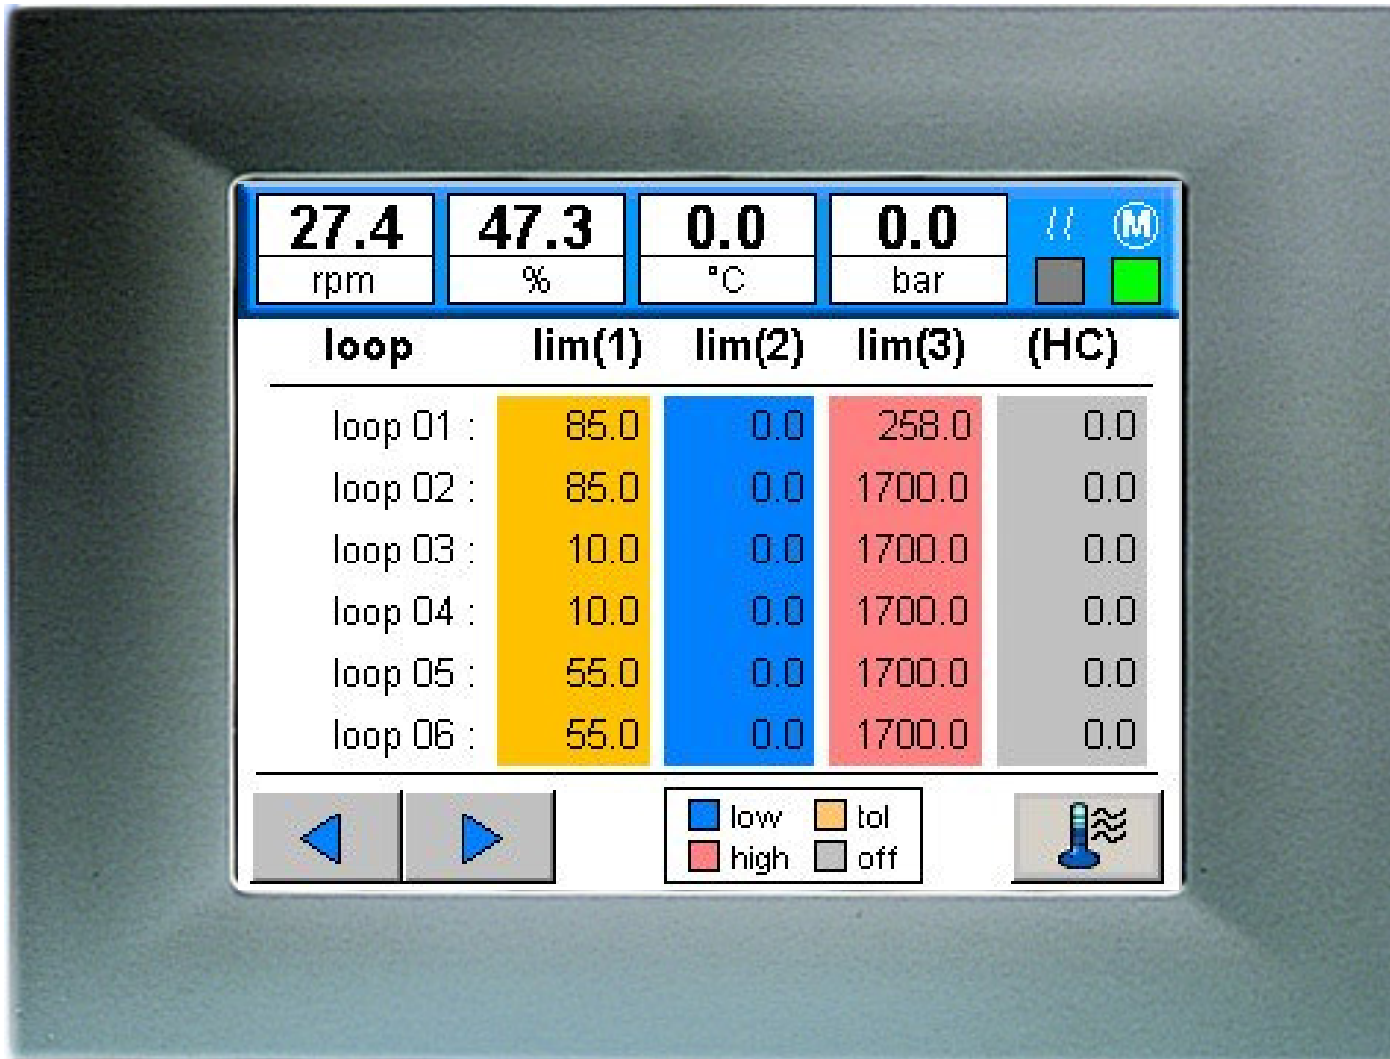 27.4 47.3 0.0 0.0 M
rpm % °C bar
loop lim(1) lim(2) lim(3) (HC)
loop 01 : 85.0 0.0 258.0 0.0
loop 02 : 85.0 0.0 1700.0 0.0
loop 03 : 10.0 0.0 1700.0 0.0
loop 04 : 10.0 0.0 1700.0 0.0
loop 05 : 55.0 0.0 1700.0 0.0
loop 06 : 55.0 0.0 1700.0 0.0
low tol
high off